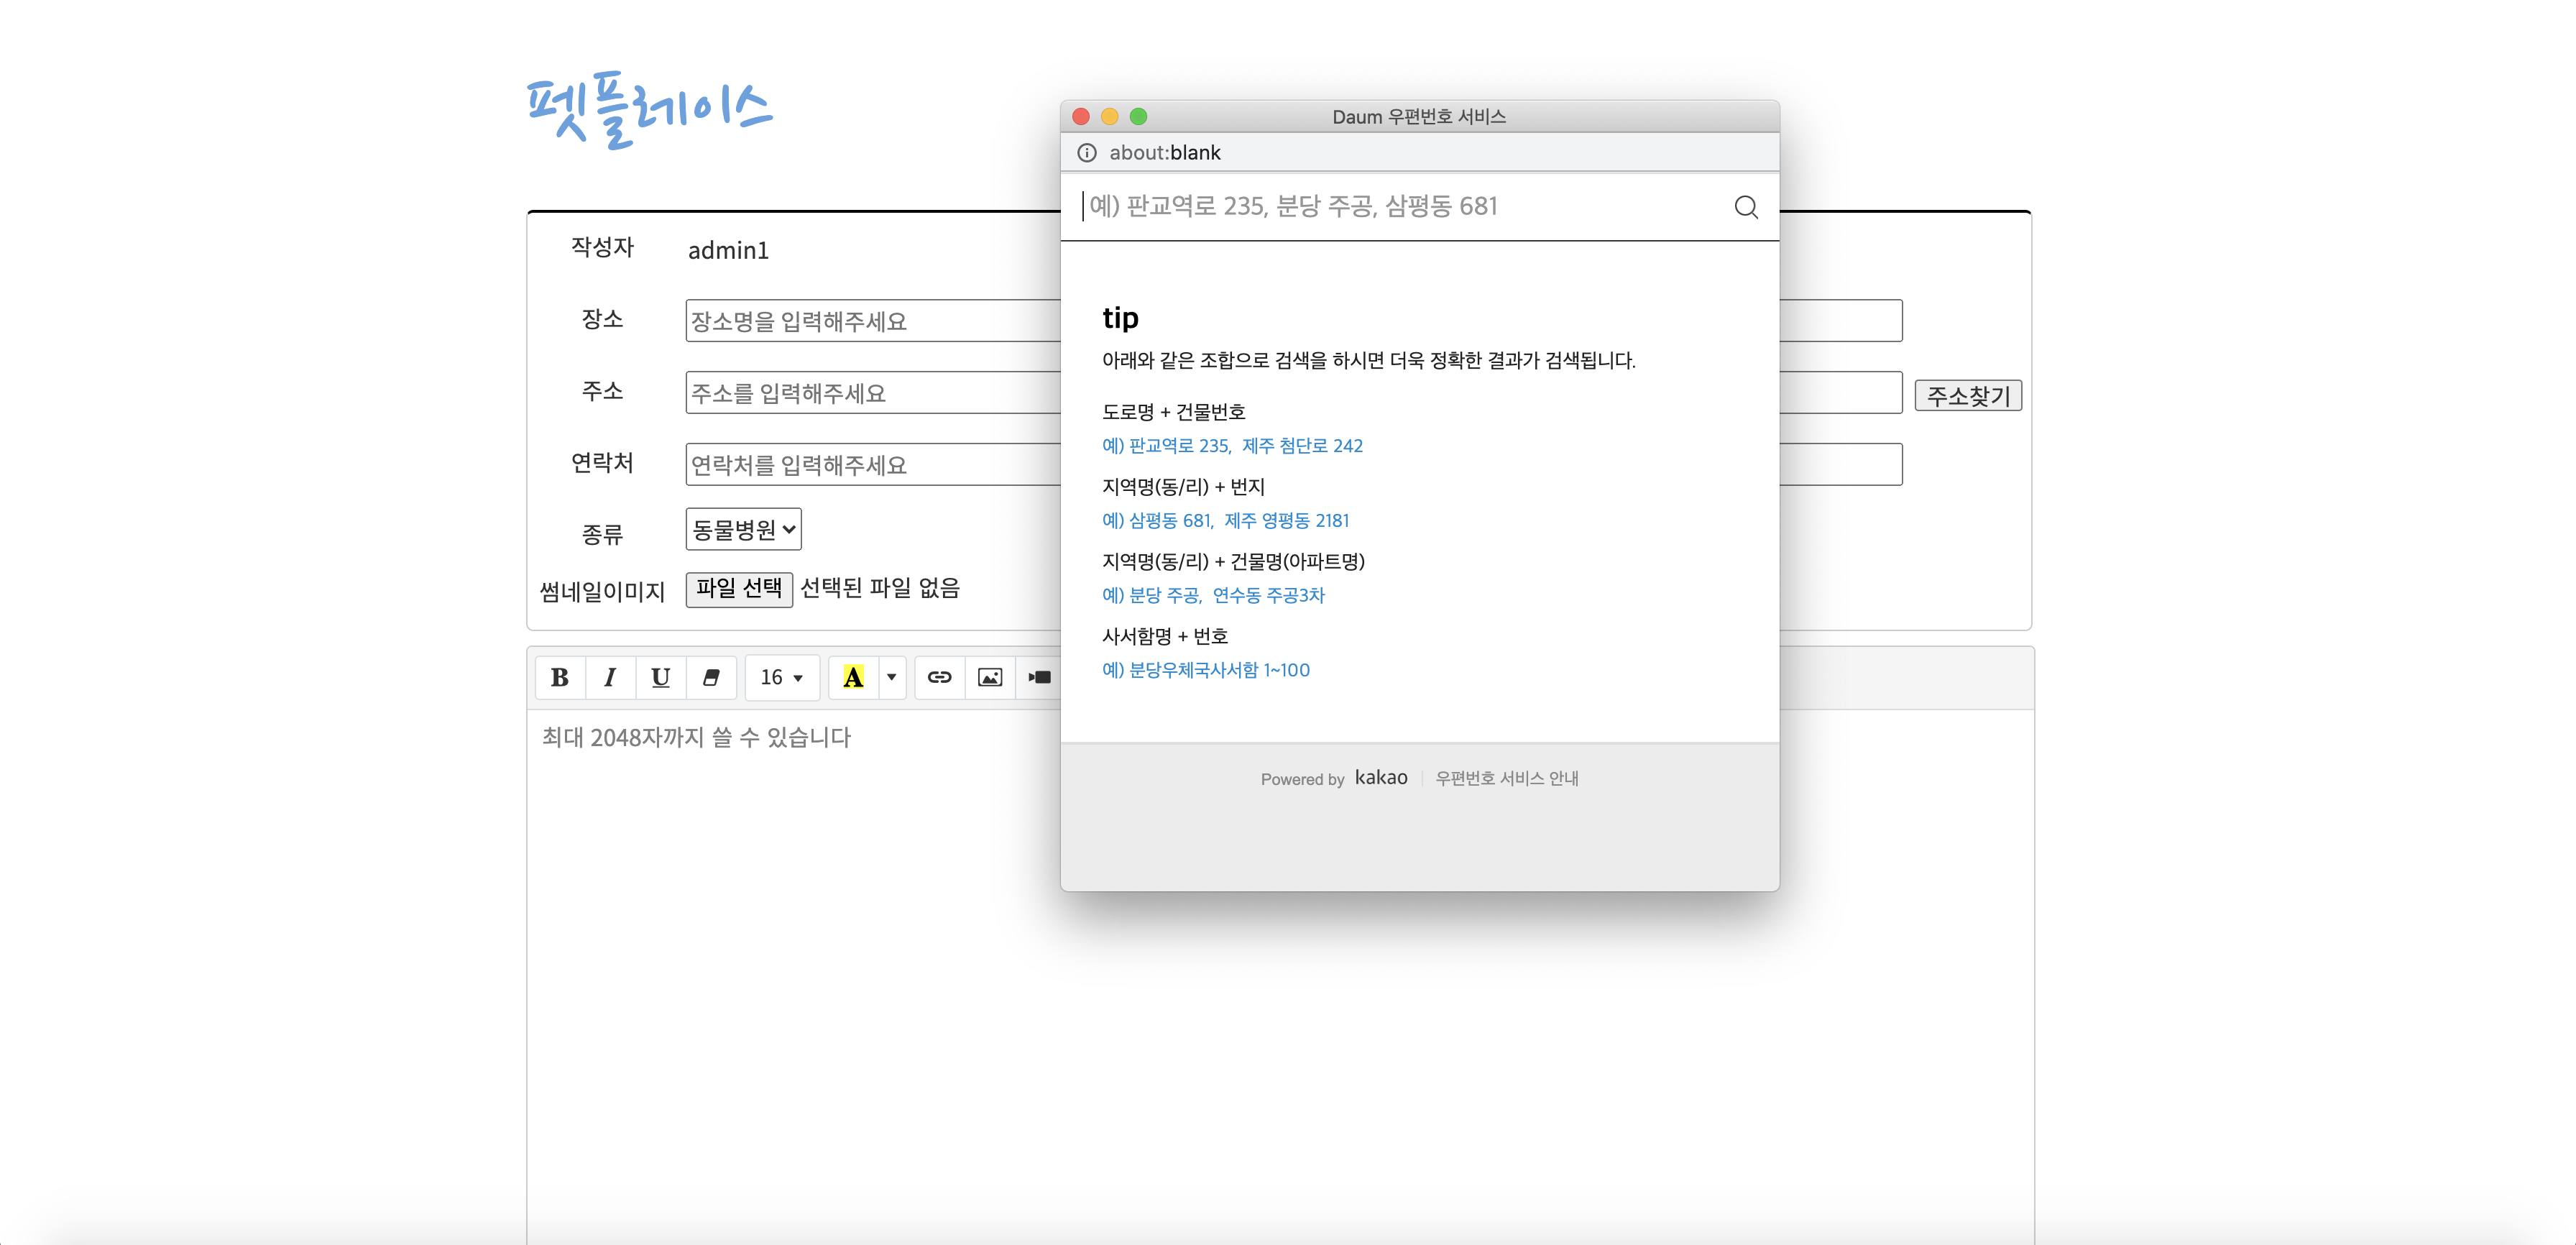 펫플레이스
작성자 admin1
장소 장소명을 입력해주세요
주소 주소를 입력해주세요 주소찾기
연락처 연락처를 입력해주세요
종류 동물병원
썸네일이미지 파일 선택 선택된 파일 없음
B I U 16 A
최대 2048자까지 쓸 수 있습니다
Daum 우편번호 서비스
about:blank
예) 판교역로 235, 분당 주공, 삼평동 681
tip
아래와 같은 조합으로 검색을 하시면 더욱 정확한 결과가 검색됩니다.
도로명 + 건물번호
예) 판교역로 235, 제주 첨단로 242
지역명(동/리) + 번지
예) 삼평동 681, 제주 영평동 2181
지역명(동/리) + 건물명(아파트명)
예) 분당 주공, 연수동 주공3차
사서함명 + 번호
예) 분당우체국사서함 1~100
Powered by kakao 우편번호 서비스 안내